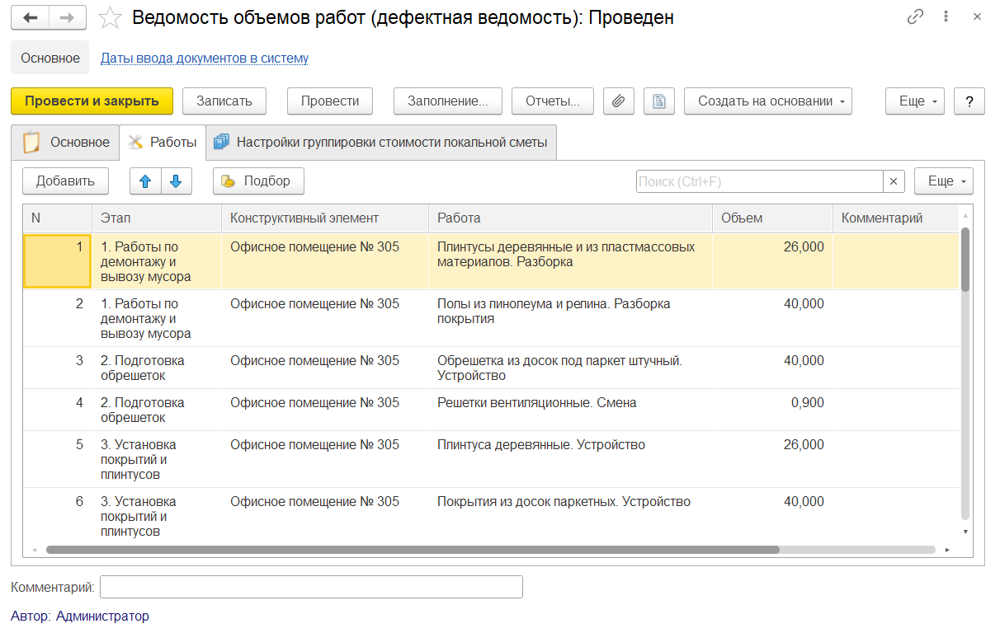 Ведомость объемов работ (дефектная ведомость): Проведен
Основное Даты ввода документов в систему
Провести и закрыть Записать Провести Заполнение... Отчеты... Создать на основании Еще ?
Основное Работы Настройки группировки стоимости локальной сметы
Добавить Подбор Поиск (Ctrl+F) Еще
N Этап Конструктивный элемент Работа Объем Комментарий
1 1. Работы по Офисное помещение № 305 Плинтусы деревянные и из пластмассовых 26,000
демонтажу и материалов. Разборка
вывозу мусора
2 1. Работы по Офисное помещение № 305 Полы из линолеума и релина. Разборка 40,000
демонтажу и покрытия
вывозу мусора
3 2. Подготовка Офисное помещение № 305 Обрешетка из досок под паркет штучный. 40,000
обрешеток Устройство
4 2. Подготовка Офисное помещение № 305 Решетки вентиляционные. Смена 0,900
обрешеток
5 3. Установка Офисное помещение № 305 Плинтуса деревянные. Устройство 26,000
покрытий и
плинтусов
6 3. Установка Офисное помещение № 305 Покрытия из досок паркетных. Устройство 40,000
покрытий и
плинтусов
Комментарий:
Автор: Администратор